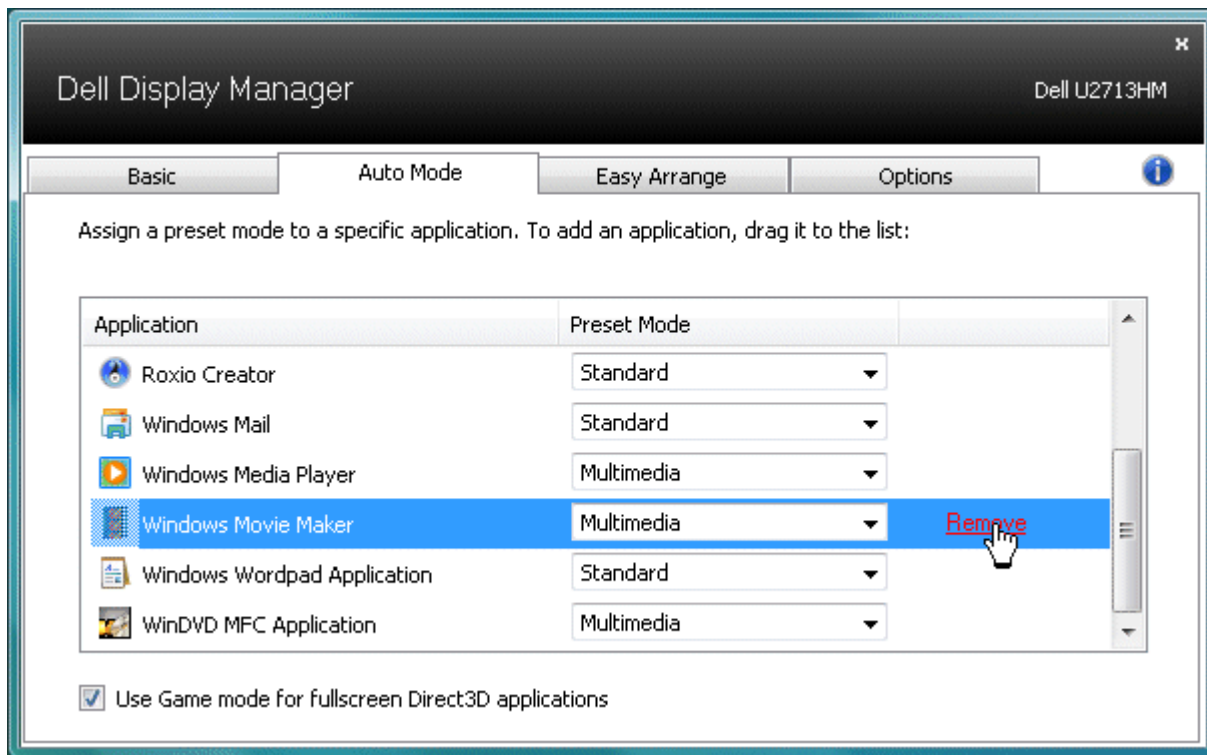 Dell Display Manager
Dell U2713HM
Basic Auto Mode Easy Arrange Options
Assign a preset mode to a specific application. To add an application, drag it to the list:
Application Preset Mode
Roxio Creator Standard
Windows Mail Standard
Windows Media Player Multimedia
Windows Movie Maker Multimedia Remove
Windows Wordpad Application Standard
WinDVD MFC Application Multimedia
Use Game mode for fullscreen Direct3D applications